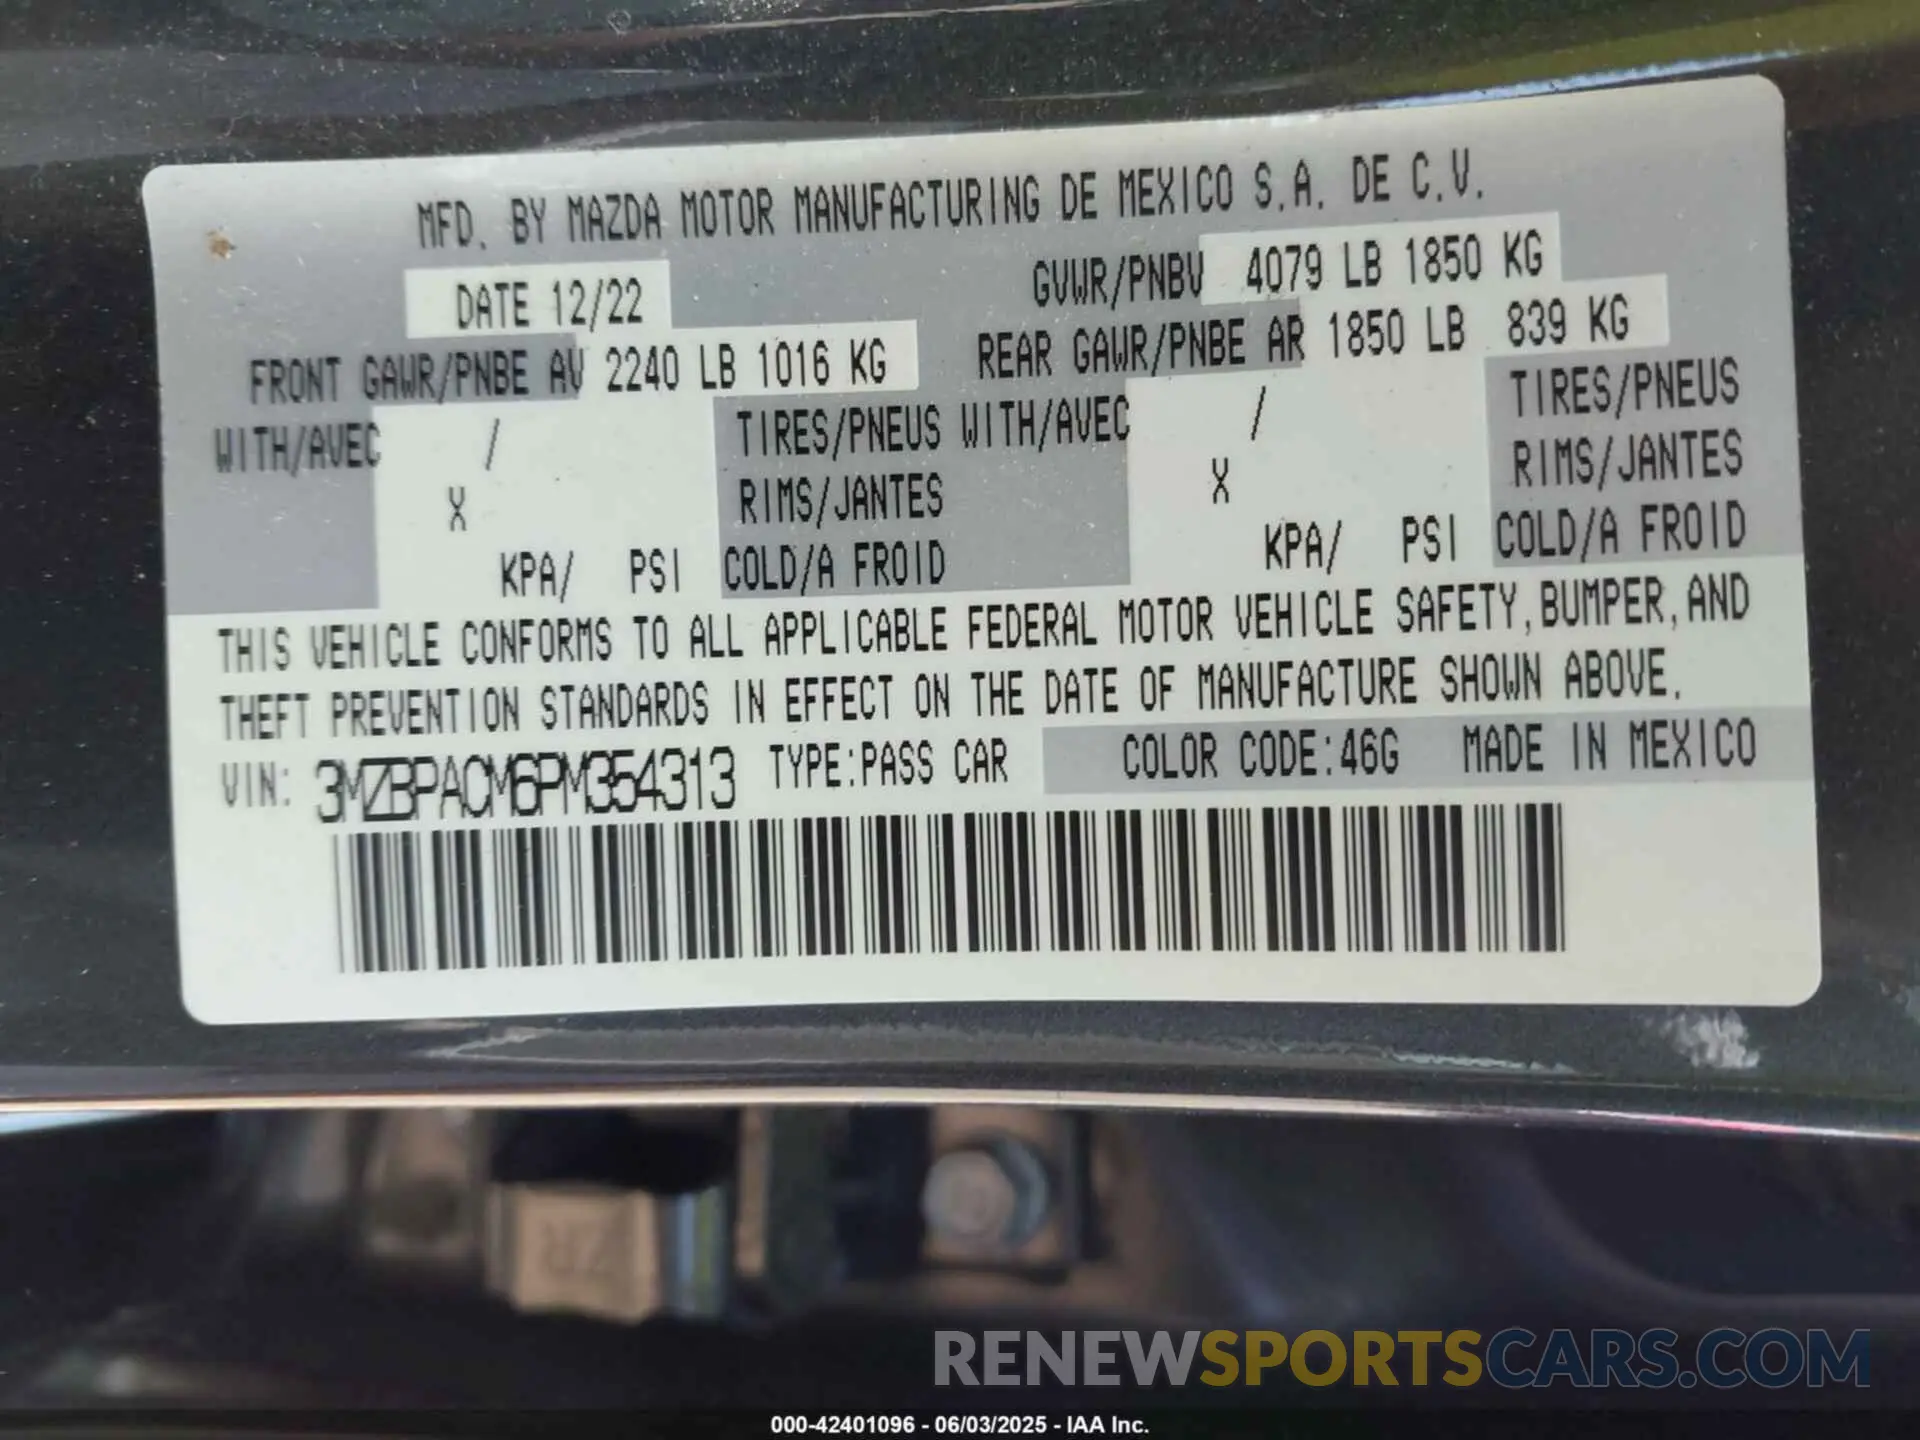 MFD. BY MAZDA MOTOR MANUFACTURING DE MEXICO S.A. DE C.V.
DATE 12/22 GVWR/PNBV 4079 LB 1850 KG
FRONT GAWR/PNBE AV 2240 LB 1016 KG REAR GAWR/PNBE AR 1850 LB 839 KG
WITH/AVEC / TIRES/PNEUS WITH/AVEC / TIRES/PNEUS
X RIMS/JANTES X RIMS/JANTES
KPA/ PSI COLD/A FROID KPA/ PSI COLD/A FROID
THIS VEHICLE CONFORMS TO ALL APPLICABLE FEDERAL MOTOR VEHICLE SAFETY, BUMPER, AND
THEFT PREVENTION STANDARDS IN EFFECT ON THE DATE OF MANUFACTURE SHOWN ABOVE.
VIN: 3MZBPACM6PM354313 TYPE:PASS CAR COLOR CODE:46G MADE IN MEXICO
RENEWSPORTSCARS.COM
000-42401096 - 06/03/2025 - IAA Inc.